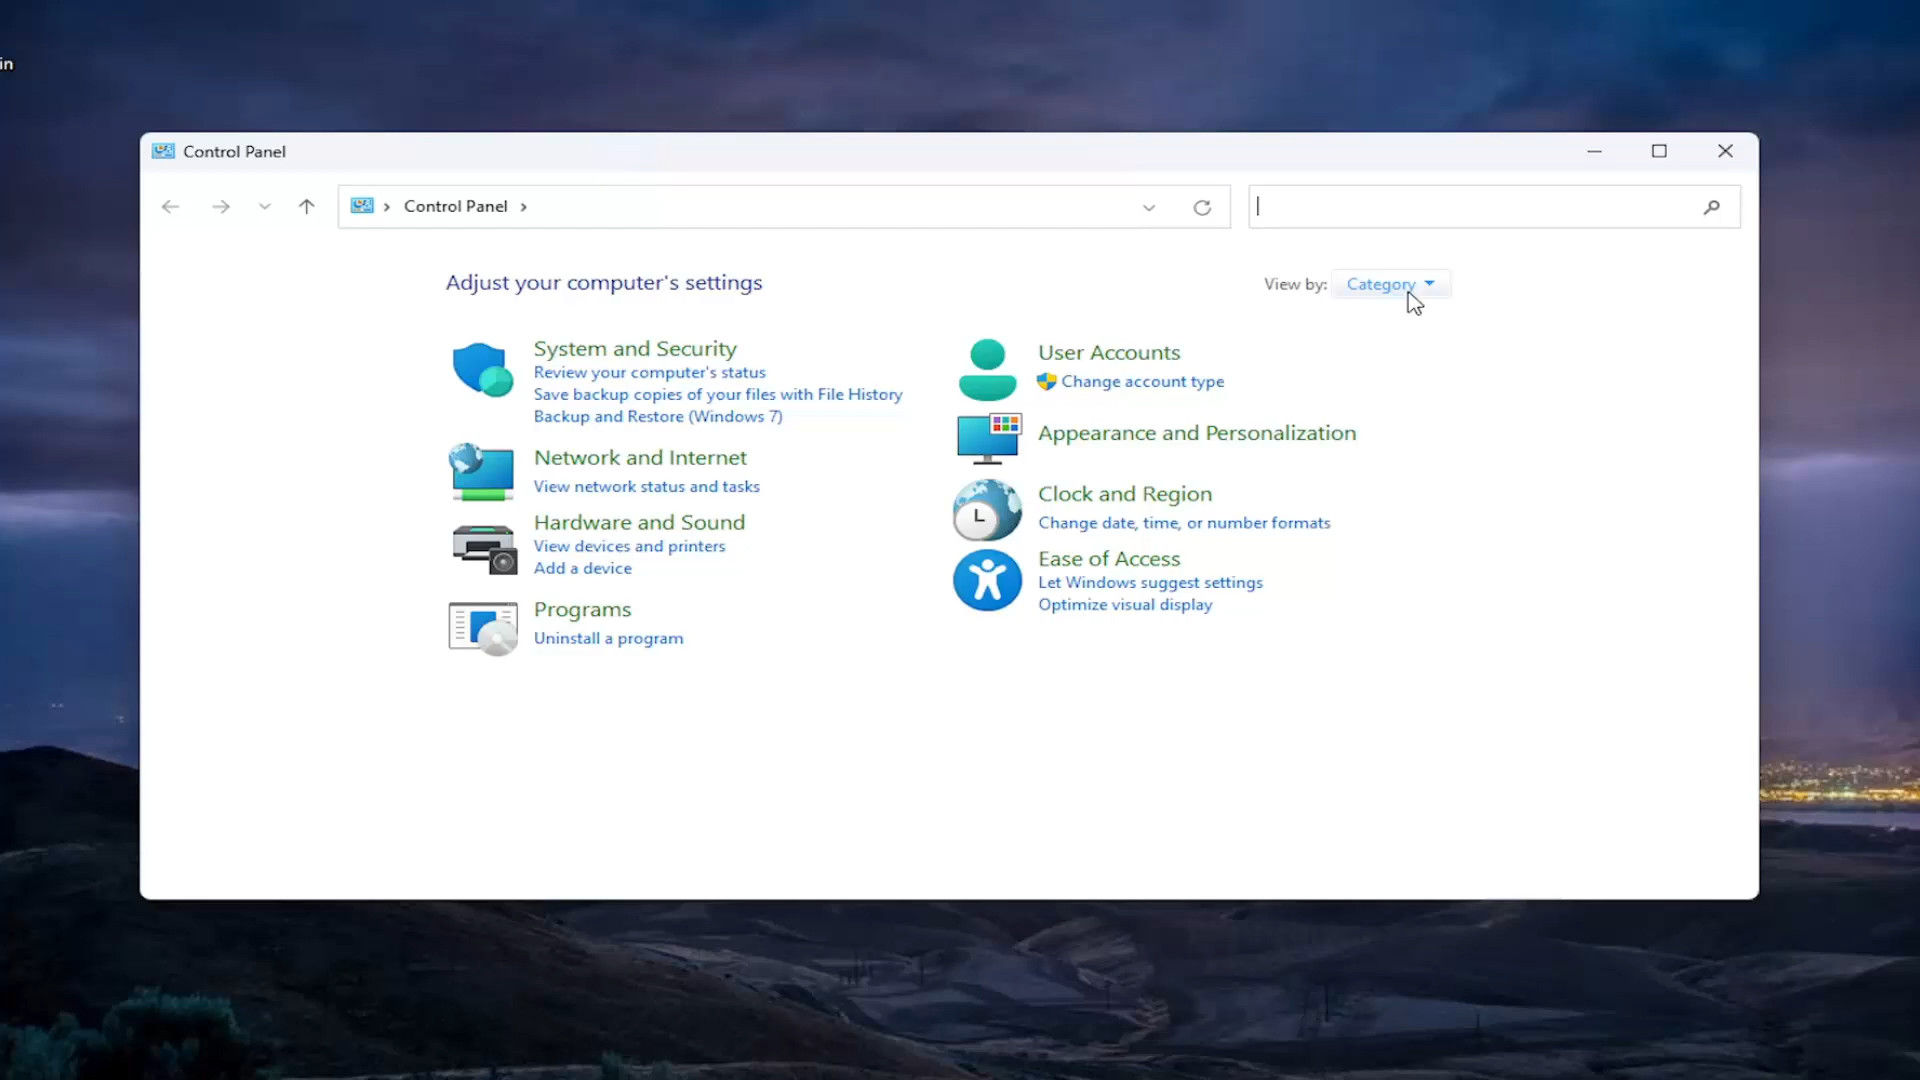 in
Control Panel
Control Panel
Adjust your computer's settings
View by: Category
System and Security
Review your computer's status
Save backup copies of your files with File History
Backup and Restore (Windows 7)
Network and Internet
View network status and tasks
Hardware and Sound
View devices and printers
Add a device
Programs
Uninstall a program
User Accounts
Change account type
Appearance and Personalization
Clock and Region
Change date, time, or number formats
Ease of Access
Let Windows suggest settings
Optimize visual display